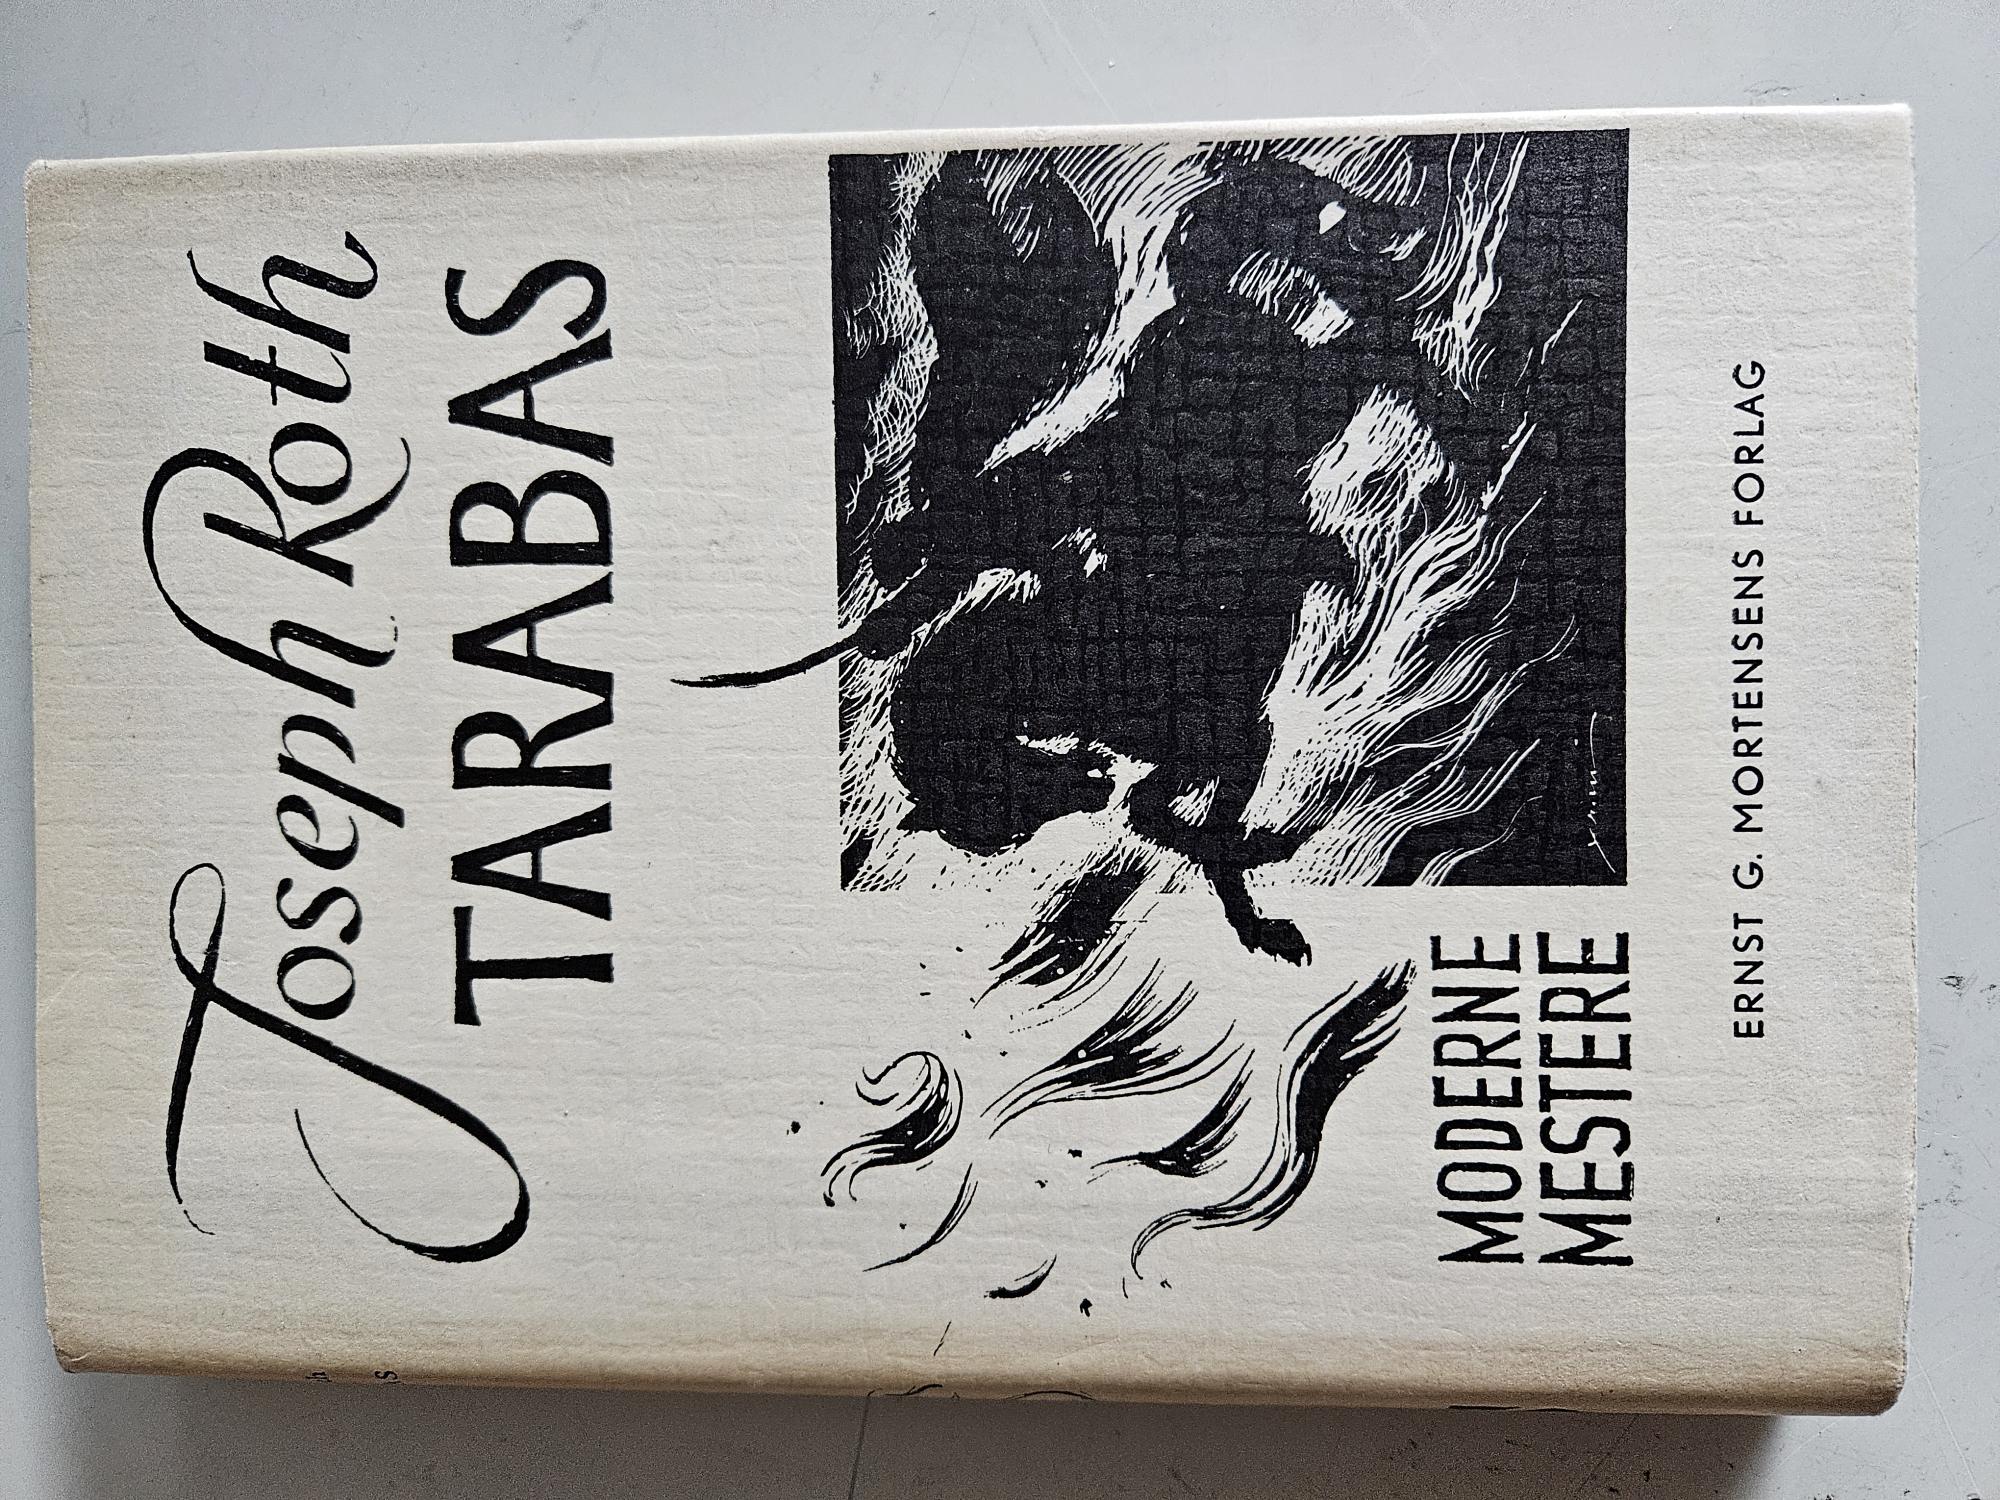 Joseph Roth
TARABAS
MODERNE
MESTERE
ERNST G. MORTENSENS FORLAG